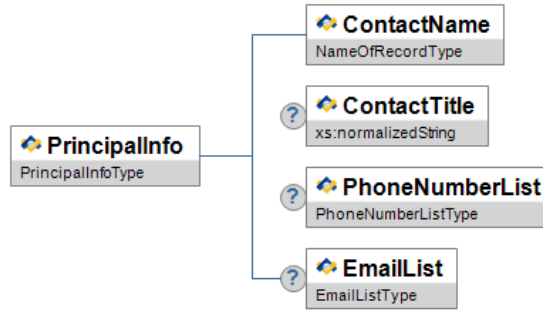 ContactName
NameOfRecordType
?
ContactTitle
xs:normalizedString
PrincipalInfo
PrincipalInfoType
?
PhoneNumberList
PhoneNumberListType
?
EmailList
EmailListType